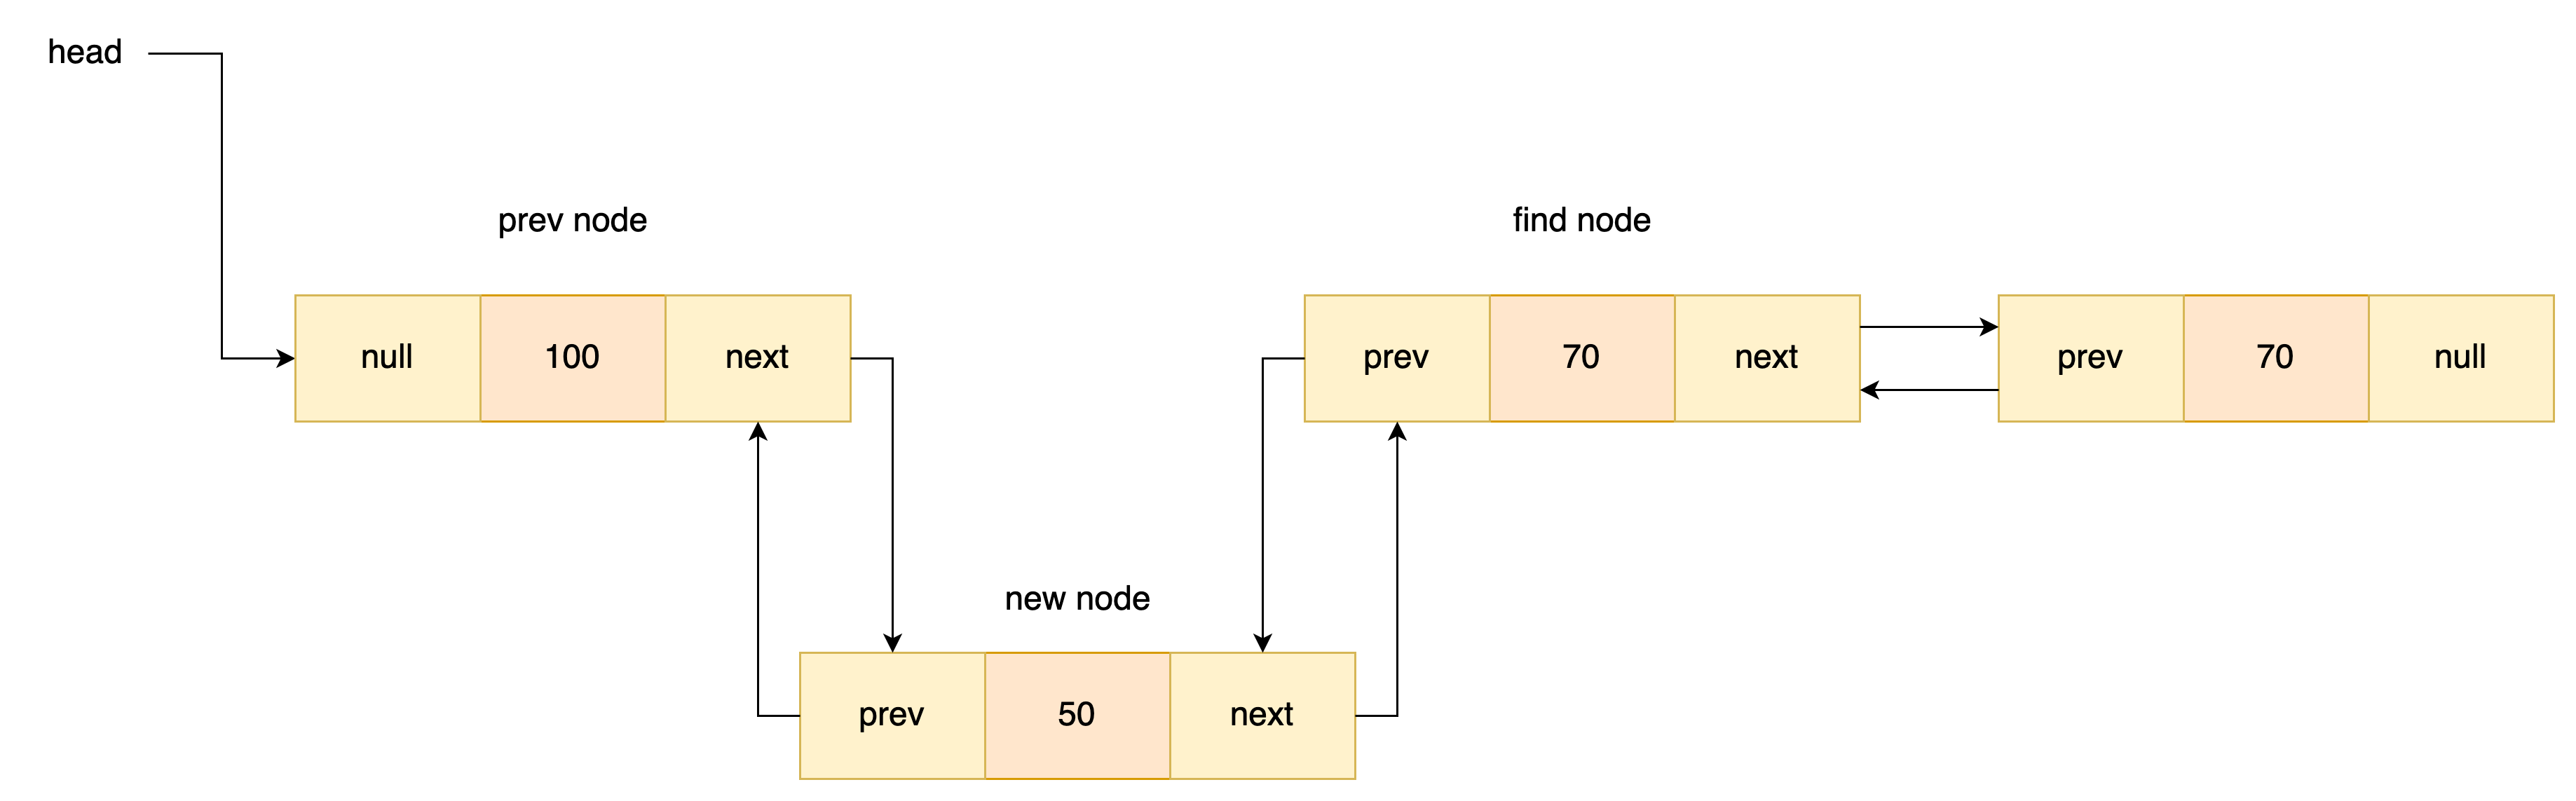 head
prev node
find node
null 100 next
prev 70 next
prev 70 null
new node
prev 50 next